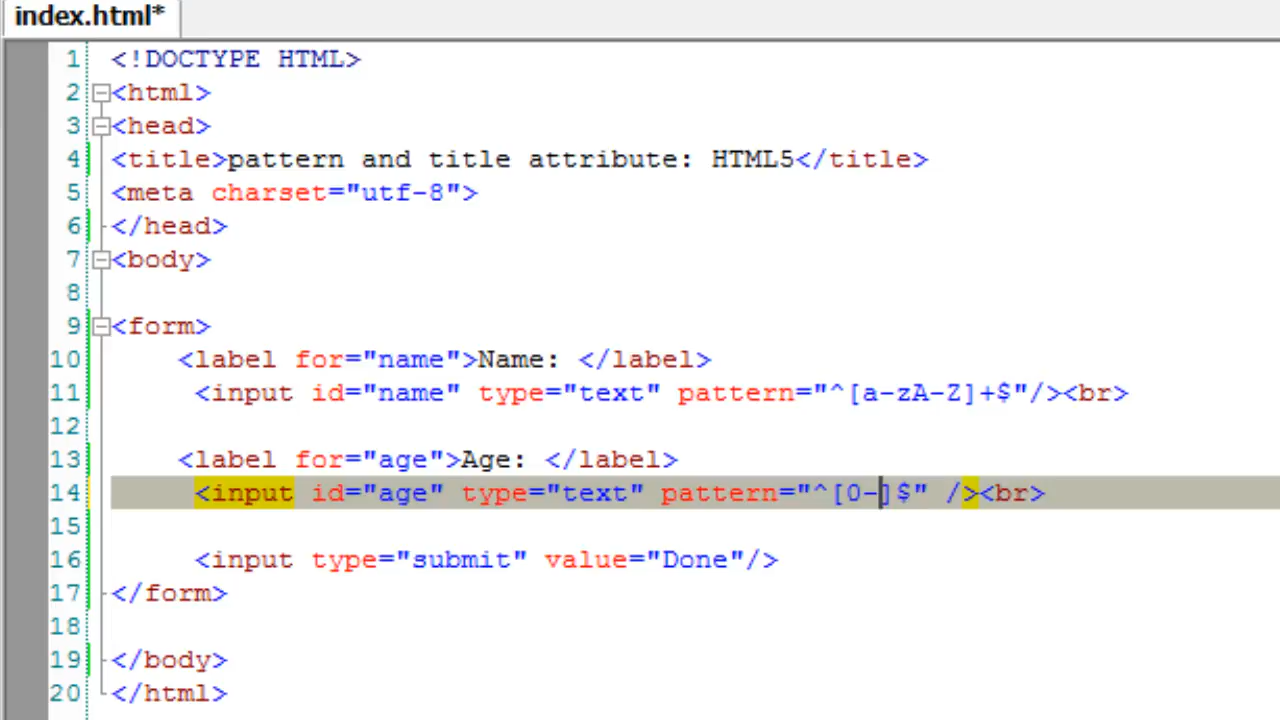 index.html*
1 <!DOCTYPE HTML>
2 <html>
3 <head>
4 <title>pattern and title attribute: HTML5</title>
5 <meta charset="utf-8">
6 </head>
7 <body>
8
9 <form>
10 <label for="name">Name: </label>
11 <input id="name" type="text" pattern="^[a-zA-Z]+$"/><br>
12
13 <label for="age">Age: </label>
14 <input id="age" type="text" pattern="^[0-]$" /><br>
15
16 <input type="submit" value="Done"/>
17 </form>
18
19 </body>
20 </html>